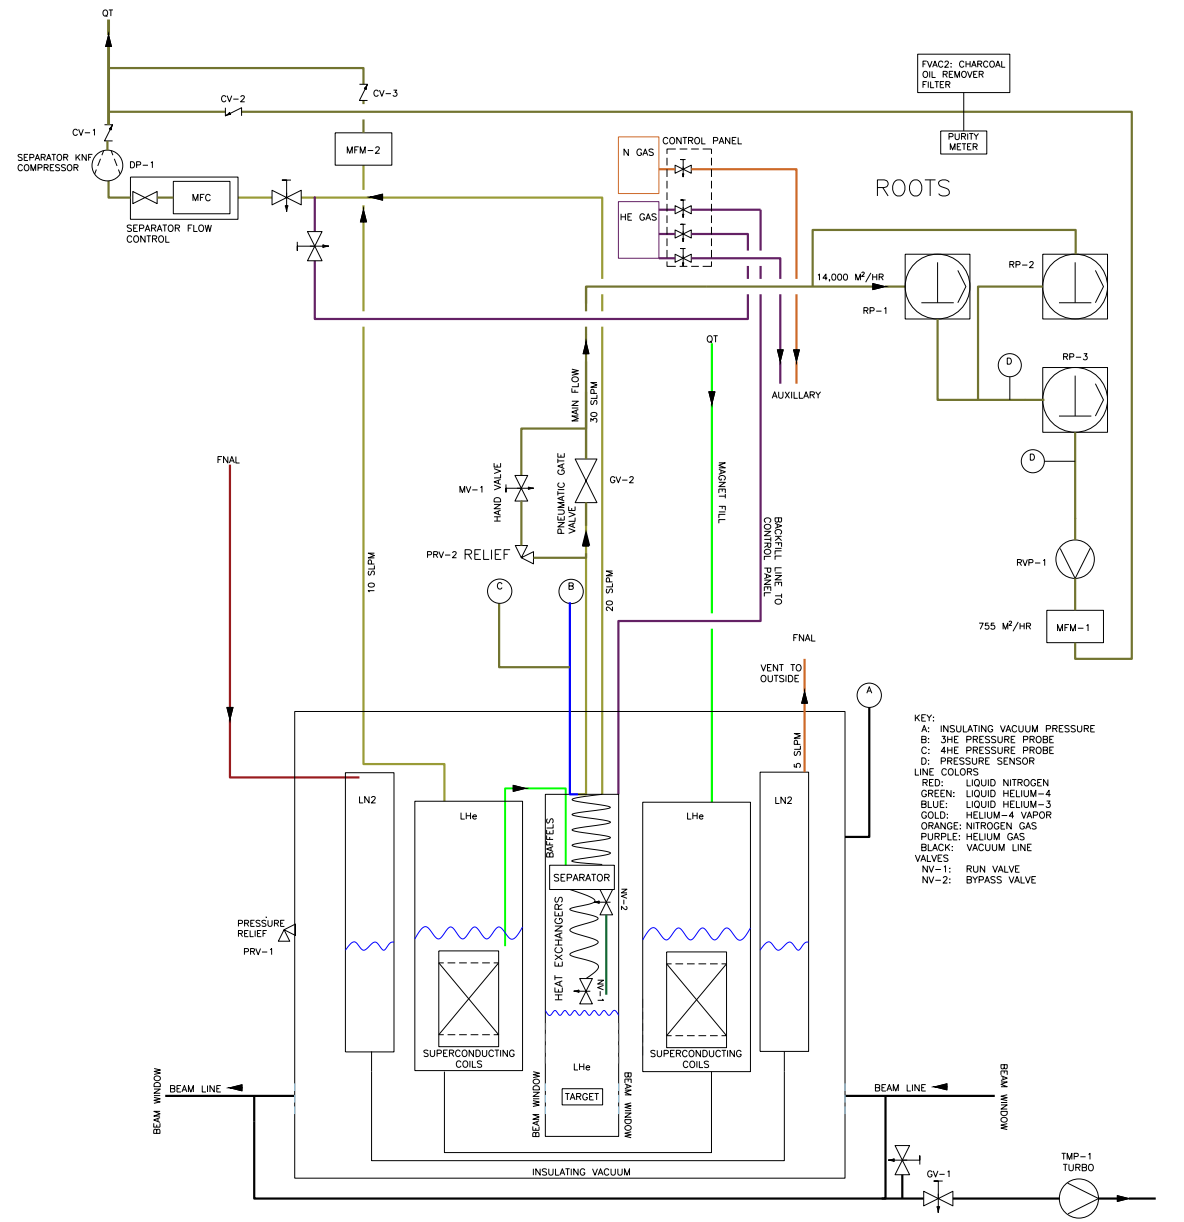 QT
FVAC2: CHARCOAL
OIL REMOVER
FILTER
CV-3
CV-2
CV-1
PURITY
METER
CONTROL PANEL
MFM-2
N GAS
SEPARATOR KNF
COMPRESSOR
DP-1
ROOTS
MFC
HE GAS
SEPARATOR FLOW
CONTROL
RP-2
14,000 M²/HR
RP-1
QT
RP-3
D
AUXILLARY
MAIN FLOW
30 SLPM
FNAL
D
GV-2
MV-1
HAND VALVE
PNEUMATIC GATE
VALVE
MAGNET FILL
BACKFILL LINE TO
CONTROL PANEL
PRV-2 RELIEF
RVP-1
10 SLPM
20 SLPM
C
B
755 M²/HR
MFM-1
FNAL
VENT TO
OUTSIDE
A
5 SLPM
KEY:
A: INSULATING VACUUM PRESSURE
B: 3HE PRESSURE PROBE
C: 4HE PRESSURE PROBE
D: PRESSURE SENSOR
LINE COLORS
RED: LIQUID NITROGEN
GREEN: LIQUID HELIUM-4
BLUE: LIQUID HELIUM-3
GOLD: HELIUM-4 VAPOR
ORANGE: NITROGEN GAS
PURPLE: HELIUM GAS
BLACK: VACUUM LINE
VALVES
NV-1: RUN VALVE
NV-2: BYPASS VALVE
LN2
LHe
BAFFELS
LHe
LN2
SEPARATOR
NV-2
HEAT EXCHANGERS
PRESSURE
RELIEF
PRV-1
NV-1
SUPERCONDUCTING
COILS
SUPERCONDUCTING
COILS
LHe
TARGET
BEAM WINDOW
BEAM WINDOW
BEAM LINE
BEAM WINDOW
BEAM LINE
BEAM WINDOW
INSULATING VACUUM
GV-1
TMP-1
TURBO